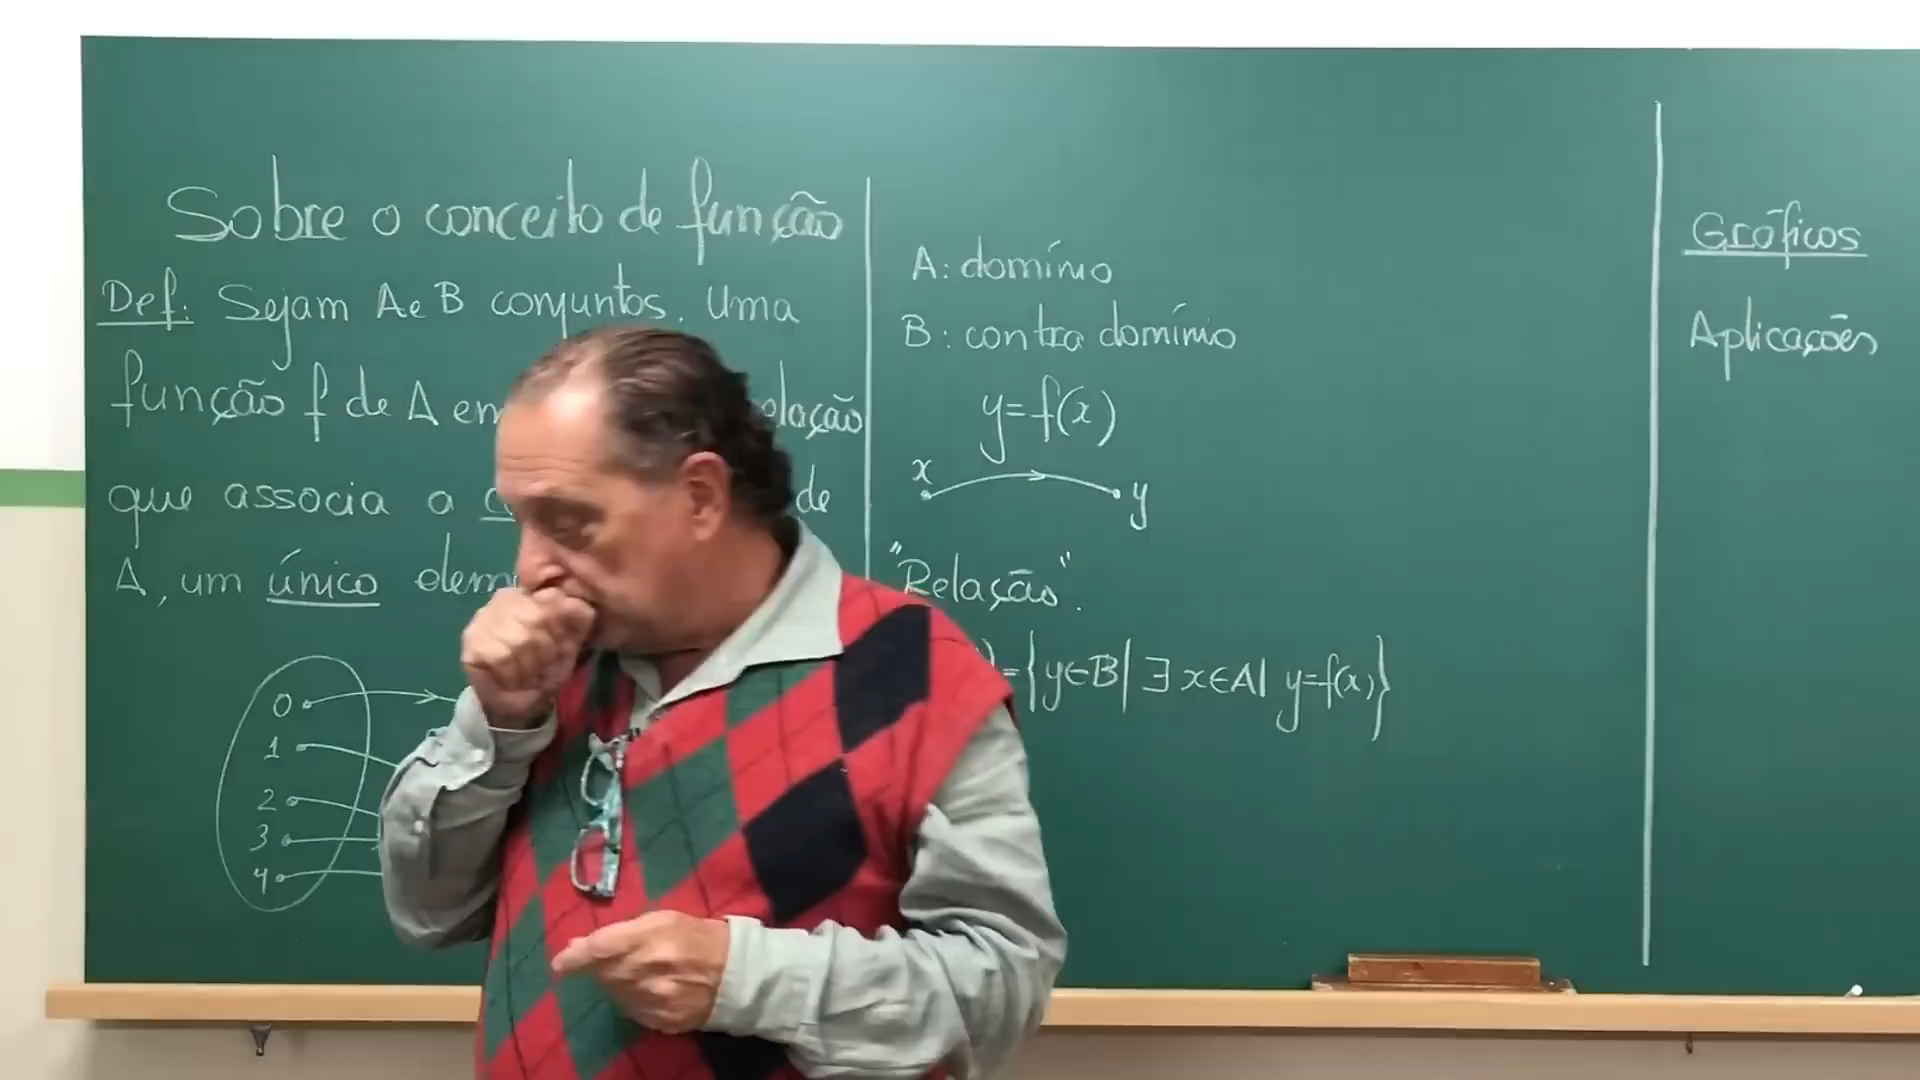 Sobre o conceito de função
Def: Sejam A e B conjuntos. Uma
função f de A em
que associa a de
A, um único
0
1
2
3
4
A: domínio
B: contra domínio
y=f(x)
x y
"Relação".
)={y∈B| ∃ x∈A| y=f(x)}
Gráficos
Aplicações